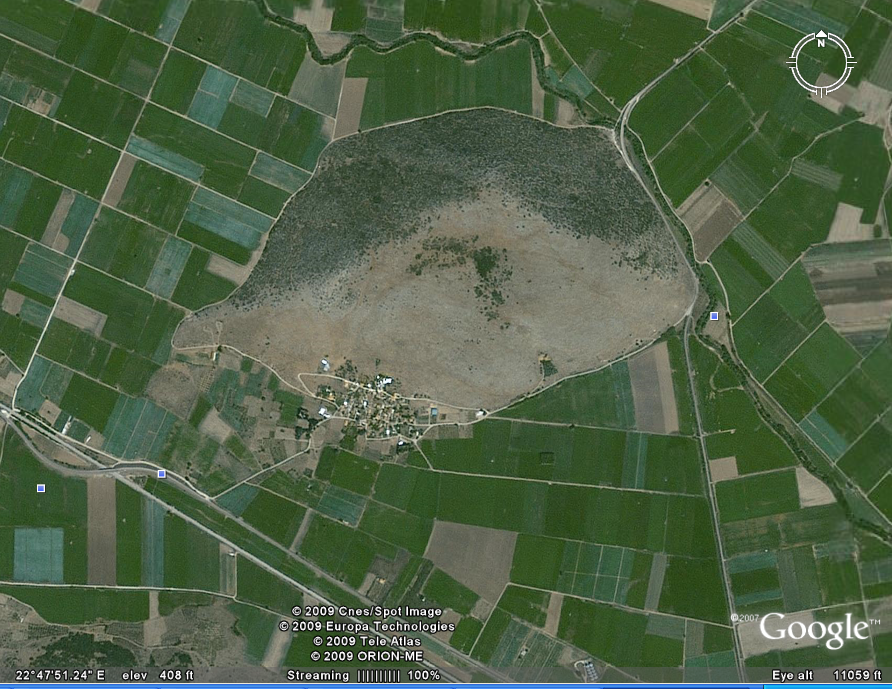 N
© 2009 Cnes/Spot Image
© 2009 Europa Technologies
© 2009 Tele Atlas
© 2009 ORION-ME
©2007 Google™
22°47'51.24" E elev 408 ft Streaming |||||||||| 100% Eye alt 11059 ft